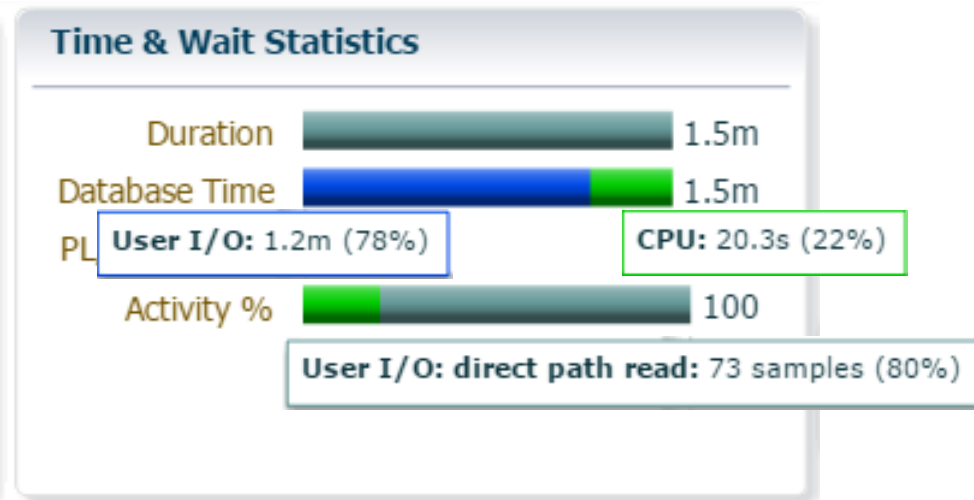 Time & Wait Statistics
Duration 1.5m
Database Time 1.5m
User I/O: 1.2m (78%)
CPU: 20.3s (22%)
PL
Activity % 100
User I/O: direct path read: 73 samples (80%)